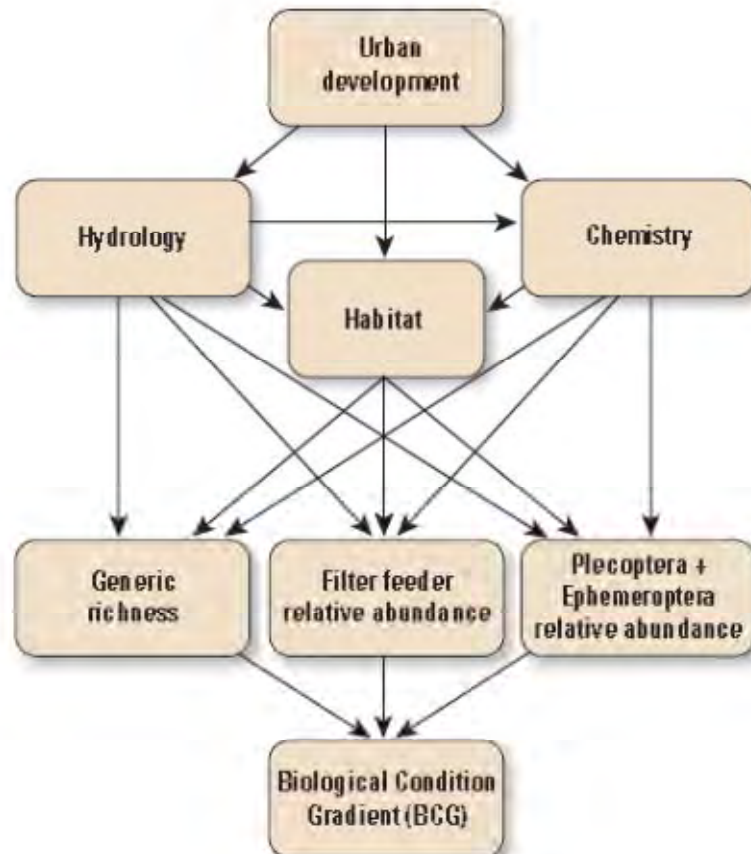 Urban
development
Hydrology
Chemistry
Habitat
Generic
richness
Filter feeder
relative abundance
Plecoptera +
Ephemeroptera
relative abundance
Biological Condition
Gradient (BCG)